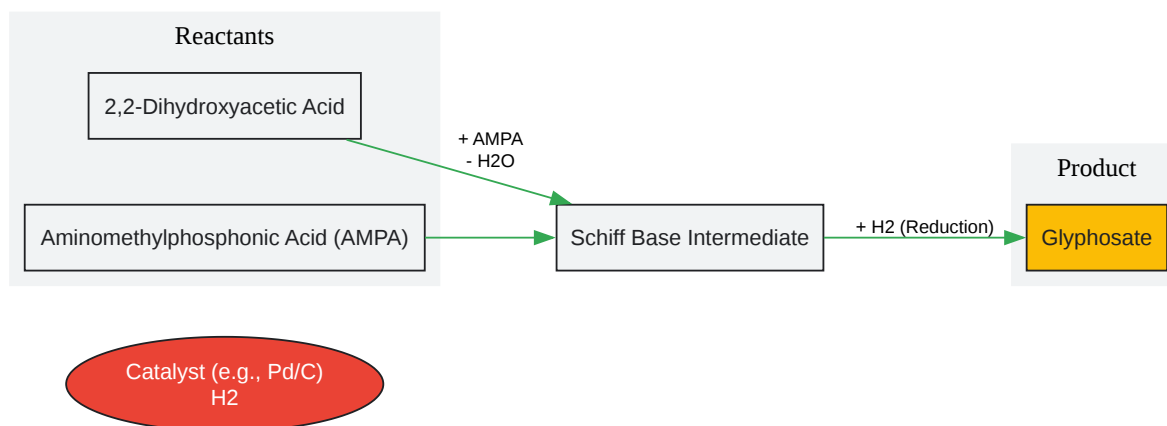 Reactants
2,2-Dihydroxyacetic Acid
+ AMPA
- H2O
Product
Aminomethylphosphonic Acid (AMPA)
Schiff Base Intermediate
+ H2 (Reduction)
Glyphosate
Catalyst (e.g., Pd/C)
H2